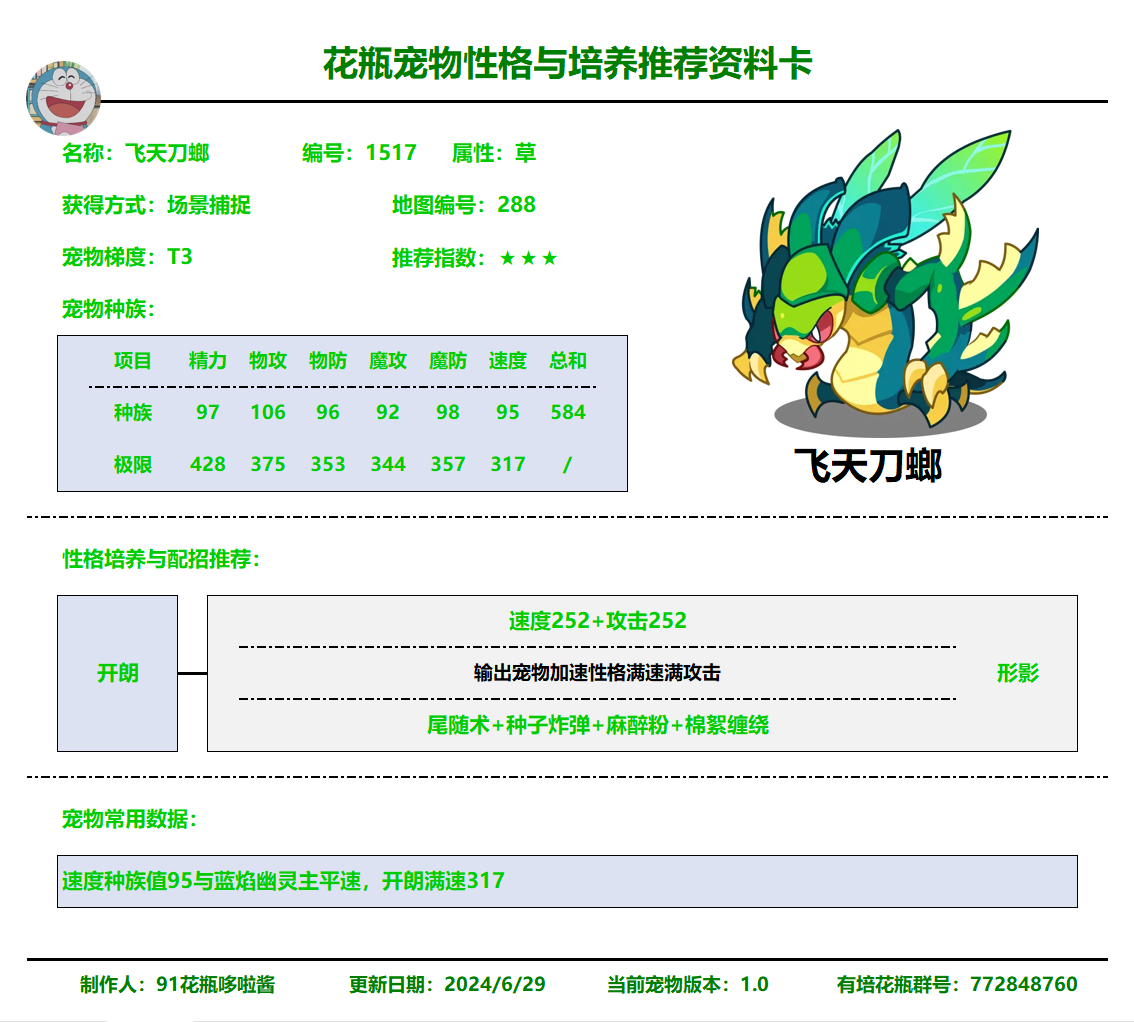 花瓶宠物性格与培养推荐资料卡
名称：飞天刀螂 编号：1517 属性：草
获得方式：场景捕捉 地图编号：288
宠物梯度：T3 推荐指数：★★★
宠物种族：
项目 精力 物攻 物防 魔攻 魔防 速度 总和
种族 97 106 96 92 98 95 584
极限 428 375 353 344 357 317 /
飞天刀螂
性格培养与配招推荐：
开朗
速度252+攻击252
输出宠物加速性格满速满攻击
尾随术+种子炸弹+麻醉粉+棉絮缠绕
形影
宠物常用数据：
速度种族值95与蓝焰幽灵主平速，开朗满速317
制作人：91花瓶哆啦酱 更新日期：2024/6/29 当前宠物版本：1.0 有培花瓶群号：772848760